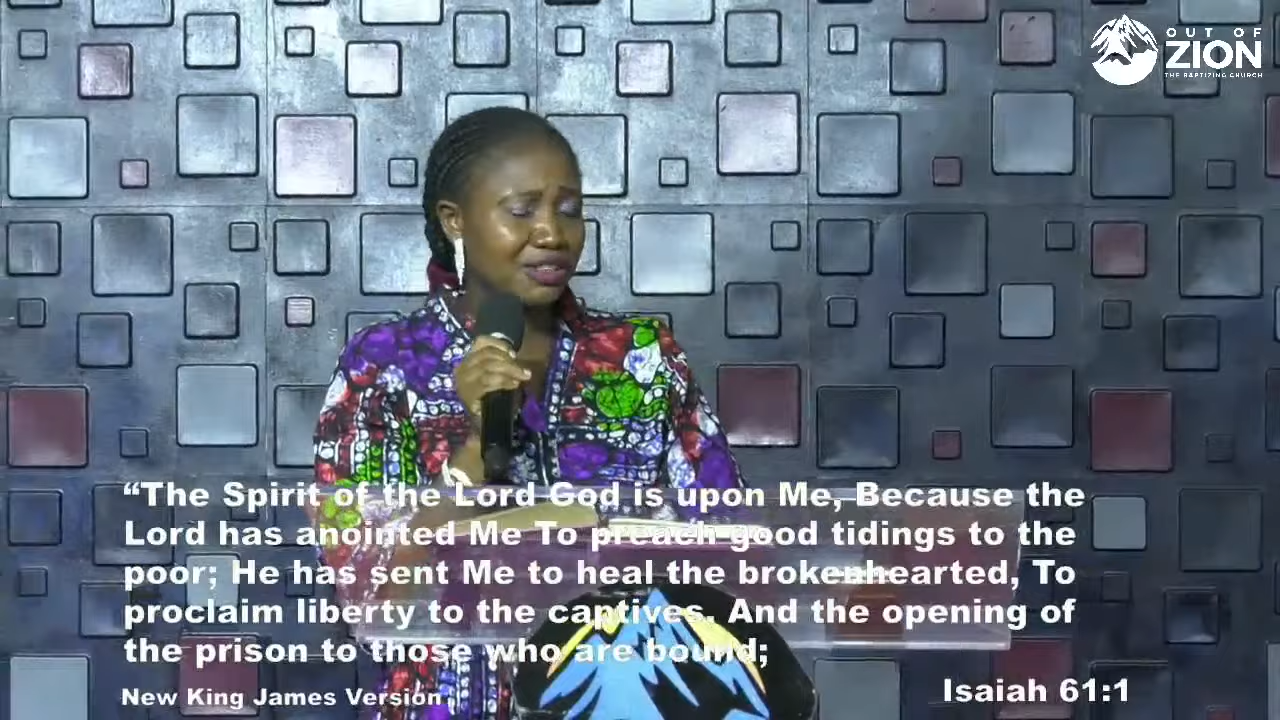 OUT OF
ZION
THE BAPTIZING CHURCH
“The Spirit of the Lord God is upon Me, Because the
Lord has anointed Me To preach good tidings to the
poor; He has sent Me to heal the brokenhearted, To
proclaim liberty to the captives, And the opening of
the prison to those who are bound;
New King James Version
Isaiah 61:1